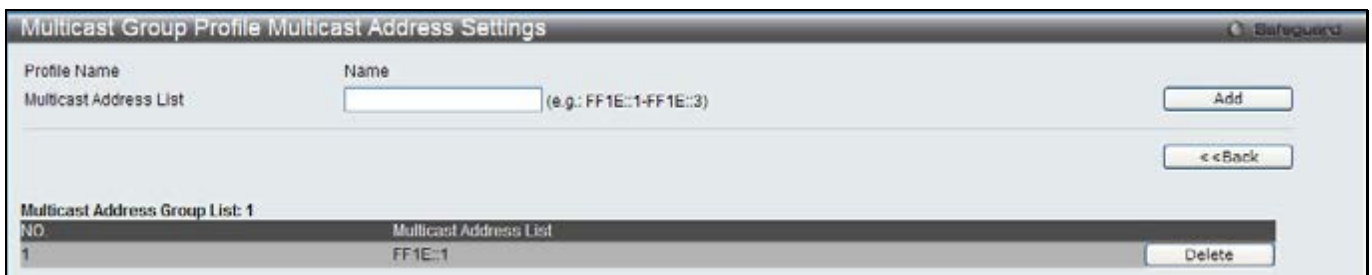 Multicast Group Profile Multicast Address Settings Safeguard
Profile Name Name
Multicast Address List (e.g.: FF1E::1-FF1E::3) Add
<<Back
Multicast Address Group List: 1
NO. Multicast Address List
1 FF1E::1 Delete